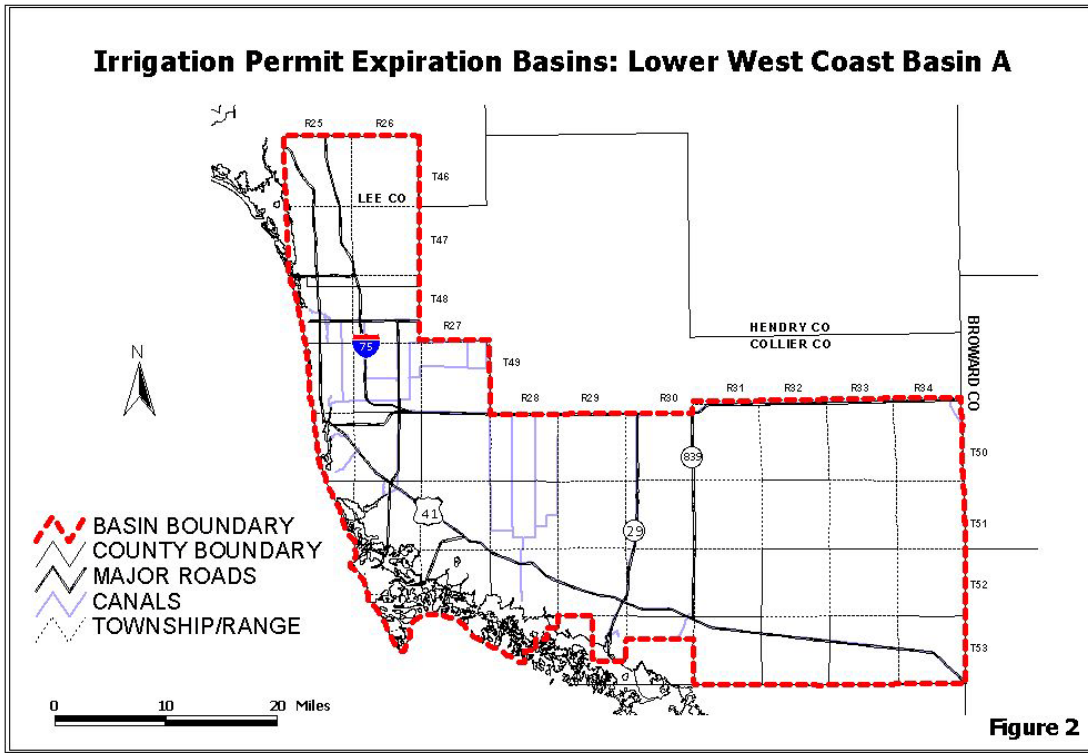 Irrigation Permit Expiration Basins: Lower West Coast Basin A
R25 R26
T46
LEE CO
T47
T48
R27
HENDRY CO
COLLIER CO
BROWARD CO
75
N
T49
R28 R29 R30 R31 R32 R33 R34
839
T50
41
29
T51
T52
T53
BASIN BOUNDARY
COUNTY BOUNDARY
MAJOR ROADS
CANALS
TOWNSHIP/RANGE
0 10 20 Miles
Figure 2